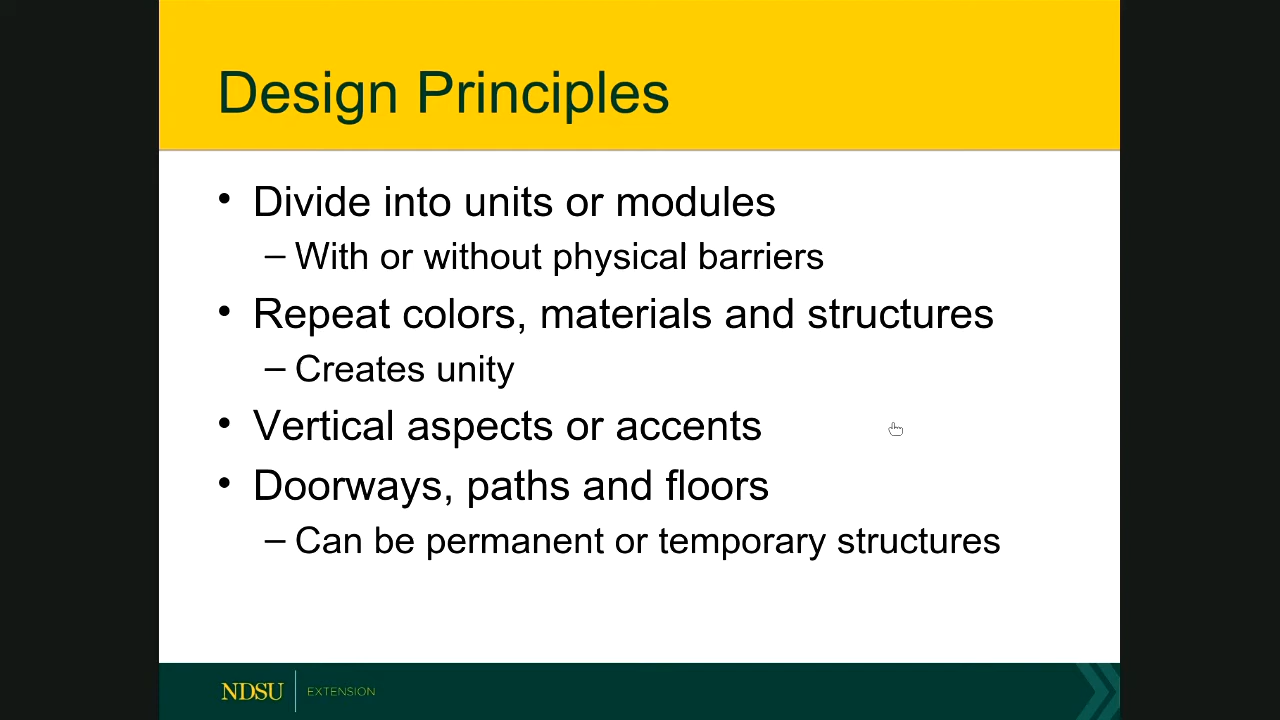 Design Principles
• Divide into units or modules
– With or without physical barriers
• Repeat colors, materials and structures
– Creates unity
• Vertical aspects or accents
• Doorways, paths and floors
– Can be permanent or temporary structures
NDSU EXTENSION